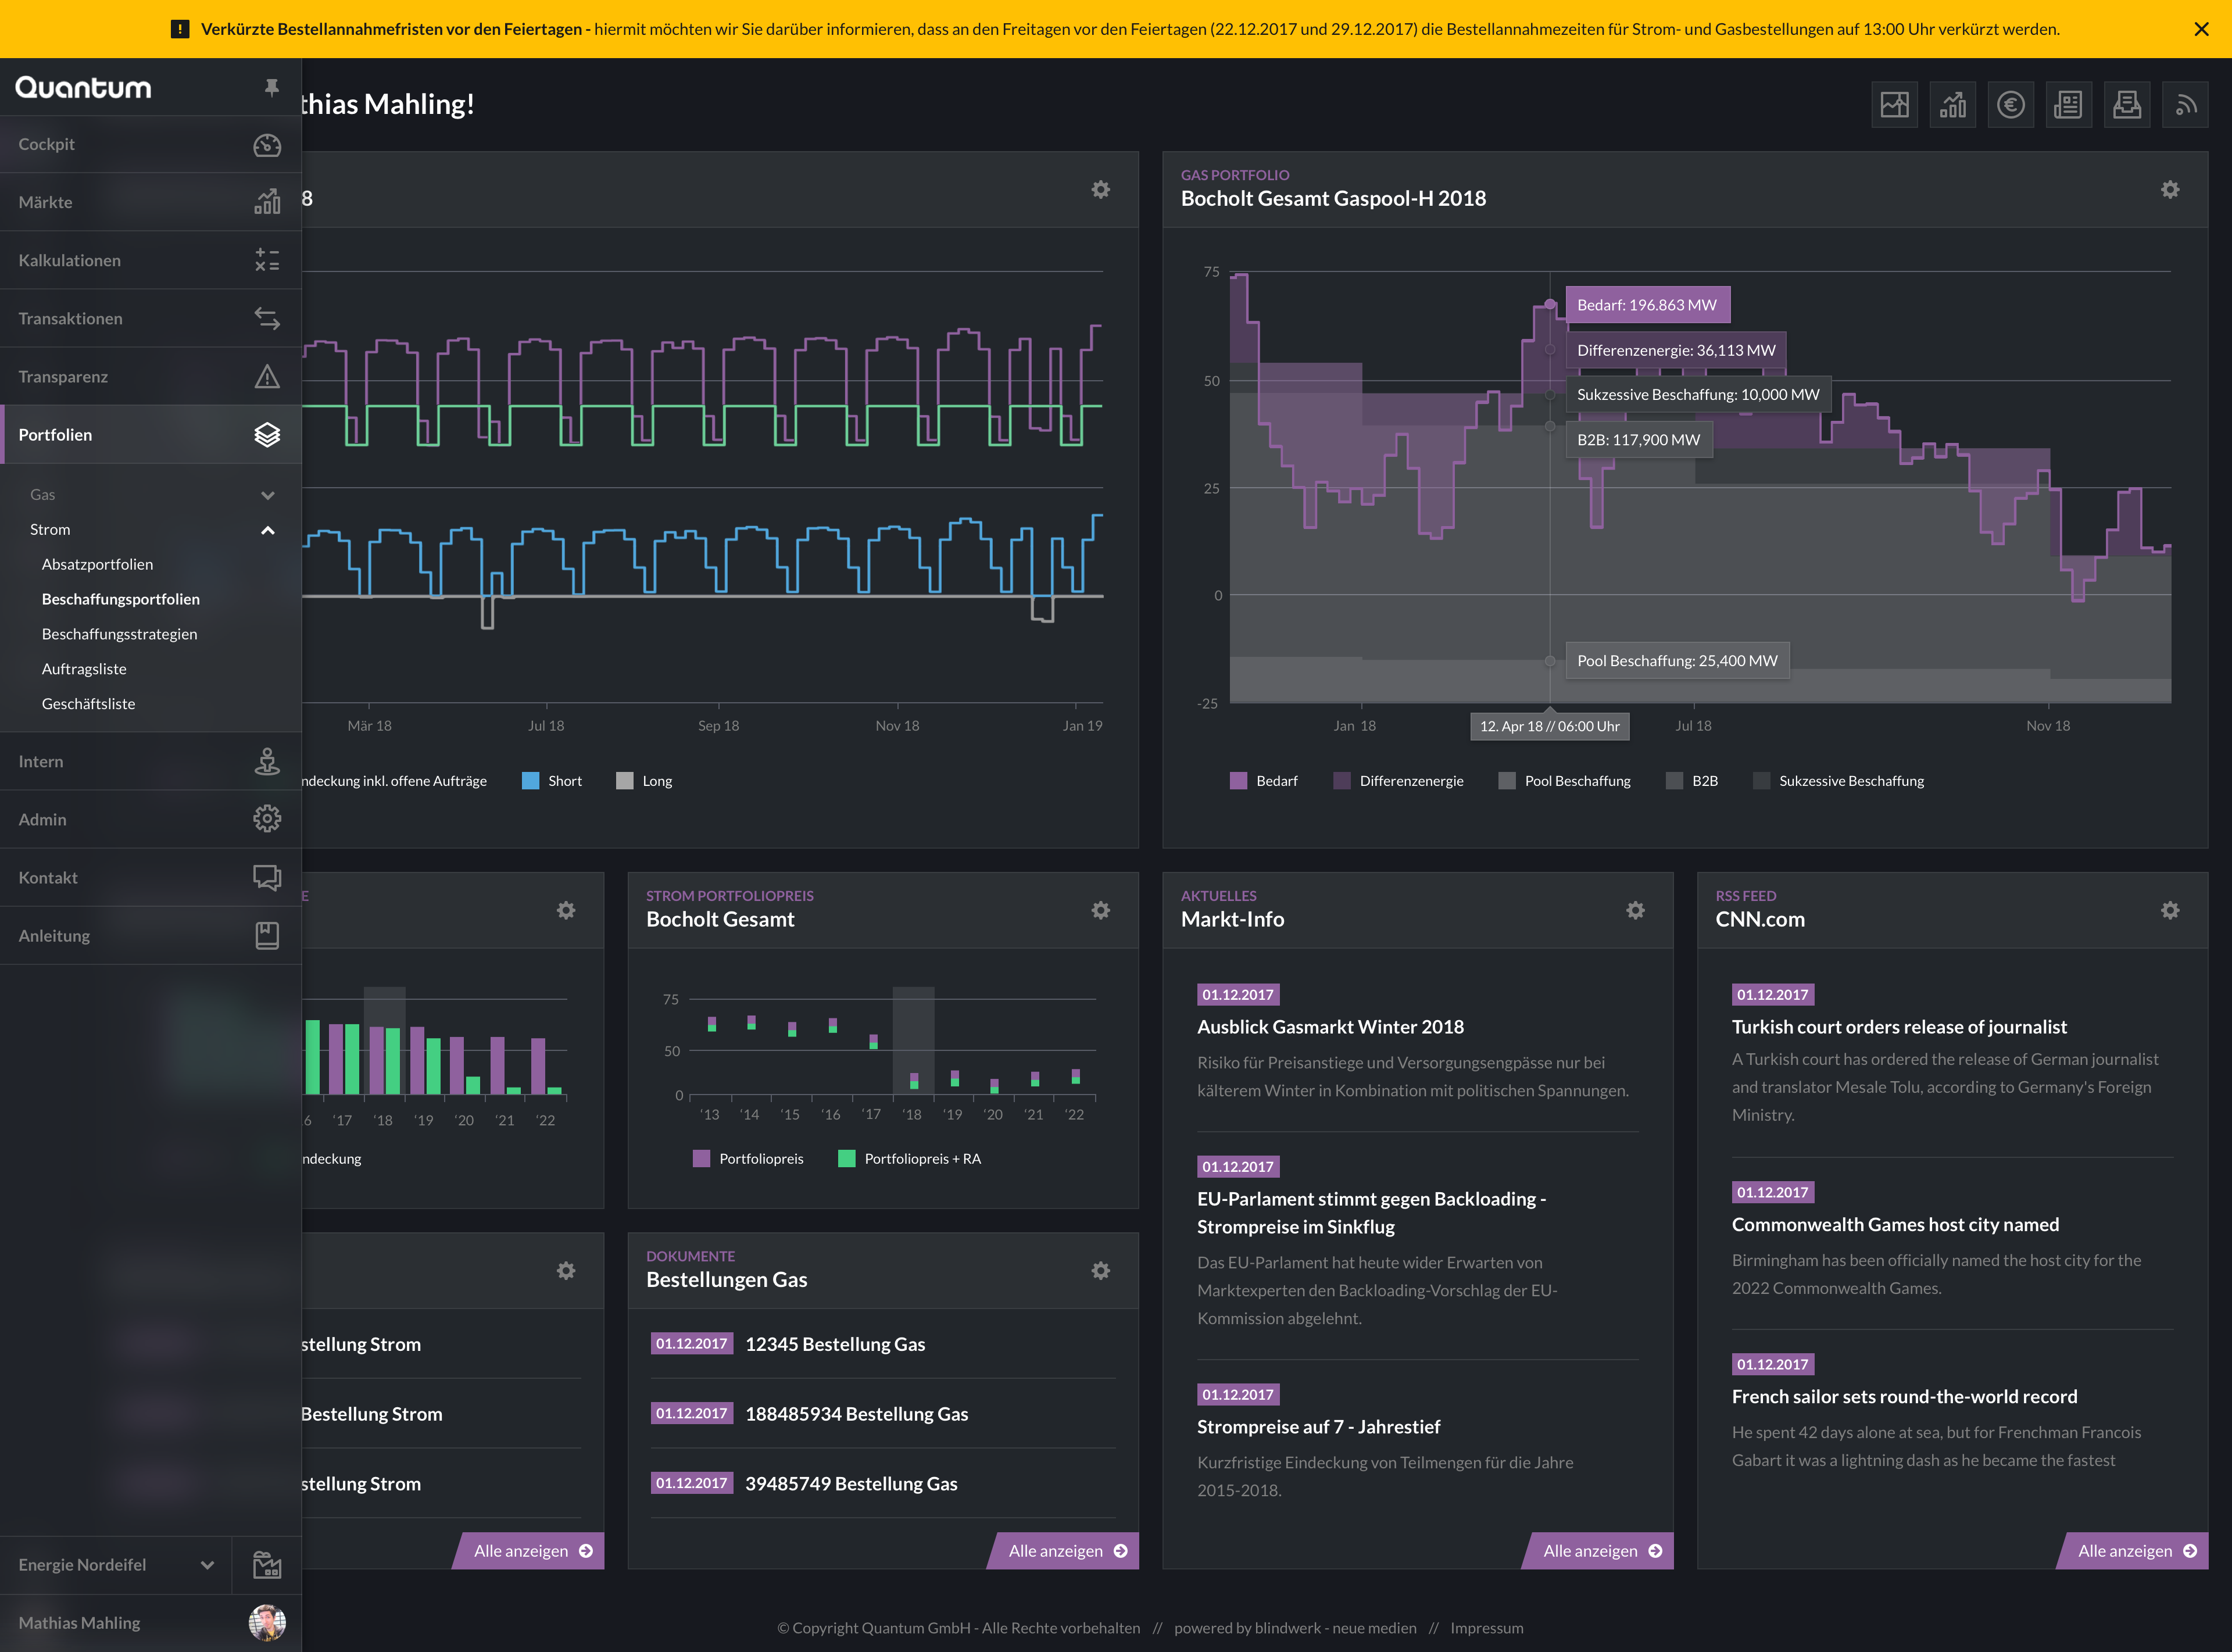 Verkürzte Bestellannahmefristen vor den Feiertagen - hiermit möchten wir Sie darüber informieren, dass an den Freitagen vor den Feiertagen (22.12.2017 und 29.12.2017) die Bestellannahmezeiten für Strom- und Gasbestellungen auf 13:00 Uhr verkürzt werden.
Quantum
Cockpit
Märkte
Kalkulationen
Transaktionen
Transparenz
Portfolien
Gas
Strom
Absatzportfolien
Beschaffungsportfolien
Beschaffungsstrategien
Auftragsliste
Geschäftsliste
Intern
Admin
Kontakt
Anleitung
Energie Nordeifel
Mathias Mahling
thias Mahling!
8
Mär 18
Jul 18
Sep 18
Nov 18
Jan 19
ndeckung inkl. offene Aufträge
Short
Long
GAS PORTFOLIO
Bocholt Gesamt Gaspool-H 2018
75
50
25
0
-25
Bedarf: 196.863 MW
Differenzenergie: 36,113 MW
Sukzessive Beschaffung: 10,000 MW
B2B: 117,900 MW
Pool Beschaffung: 25,400 MW
Jan 18
12. Apr 18 // 06:00 Uhr
Jul 18
Nov 18
Bedarf
Differenzenergie
Pool Beschaffung
B2B
Sukzessive Beschaffung
E
6
'17
'18
'19
'20
'21
'22
ndeckung
STROM PORTFOLIOPREIS
Bocholt Gesamt
75
50
0
'13
'14
'15
'16
'17
'18
'19
'20
'21
'22
Portfoliopreis
Portfoliopreis + RA
stellung Strom
Bestellung Strom
stellung Strom
Alle anzeigen
DOKUMENTE
Bestellungen Gas
01.12.2017 12345 Bestellung Gas
01.12.2017 188485934 Bestellung Gas
01.12.2017 39485749 Bestellung Gas
Alle anzeigen
AKTUELLES
Markt-Info
01.12.2017
Ausblick Gasmarkt Winter 2018
Risiko für Preisanstiege und Versorgungsengpässe nur bei
kälterem Winter in Kombination mit politischen Spannungen.
01.12.2017
EU-Parlament stimmt gegen Backloading -
Strompreise im Sinkflug
Das EU-Parlament hat heute wider Erwarten von
Marktexperten den Backloading-Vorschlag der EU-
Kommission abgelehnt.
01.12.2017
Strompreise auf 7 - Jahrestief
Kurzfristige Eindeckung von Teilmengen für die Jahre
2015-2018.
Alle anzeigen
RSS FEED
CNN.com
01.12.2017
Turkish court orders release of journalist
A Turkish court has ordered the release of German journalist
and translator Mesale Tolu, according to Germany's Foreign
Ministry.
01.12.2017
Commonwealth Games host city named
Birmingham has been officially named the host city for the
2022 Commonwealth Games.
01.12.2017
French sailor sets round-the-world record
He spent 42 days alone at sea, but for Frenchman Francois
Gabart it was a lightning dash as he became the fastest
Alle anzeigen
© Copyright Quantum GmbH - Alle Rechte vorbehalten // powered by blindwerk - neue medien // Impressum